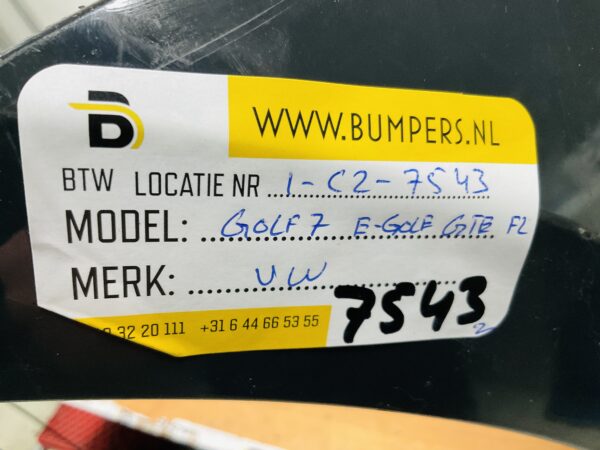 B
WWW.BUMPERS.NL
BTW LOCATIE NR 1-C2-7543
MODEL: GOLF 7 E-GOLF GTE FL
MERK: VW
32 20 111 +31 6 44 66 53 55
7543
2